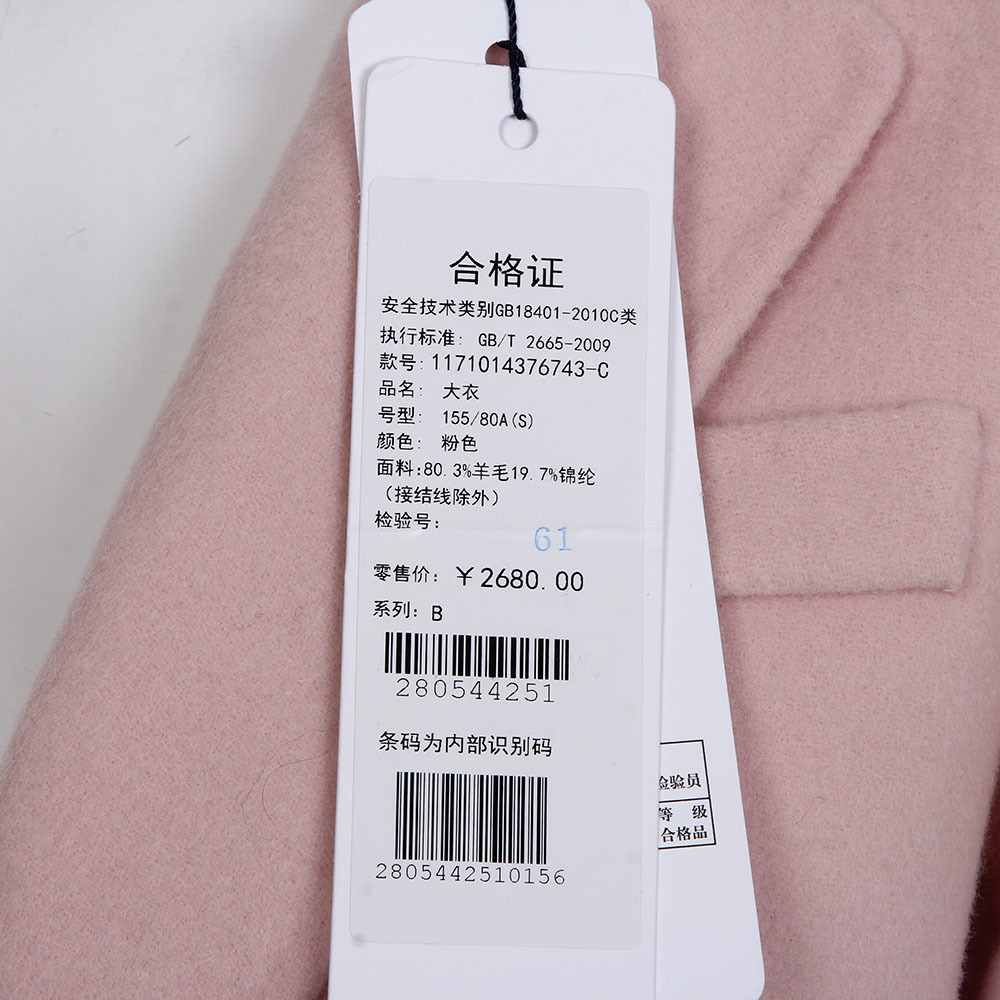 合格证
安全技术类别GB18401-2010C类
执行标准: GB/T 2665-2009
款号: 1171014376743-C
品名: 大衣
号型: 155/80A(S)
颜色: 粉色
面料:80.3%羊毛19.7%锦纶
(接结线除外)
检验号:
61
零售价: ￥2680.00
系列: B
280544251
条码为内部识别码
2805442510156
检验员
等 级
合格品